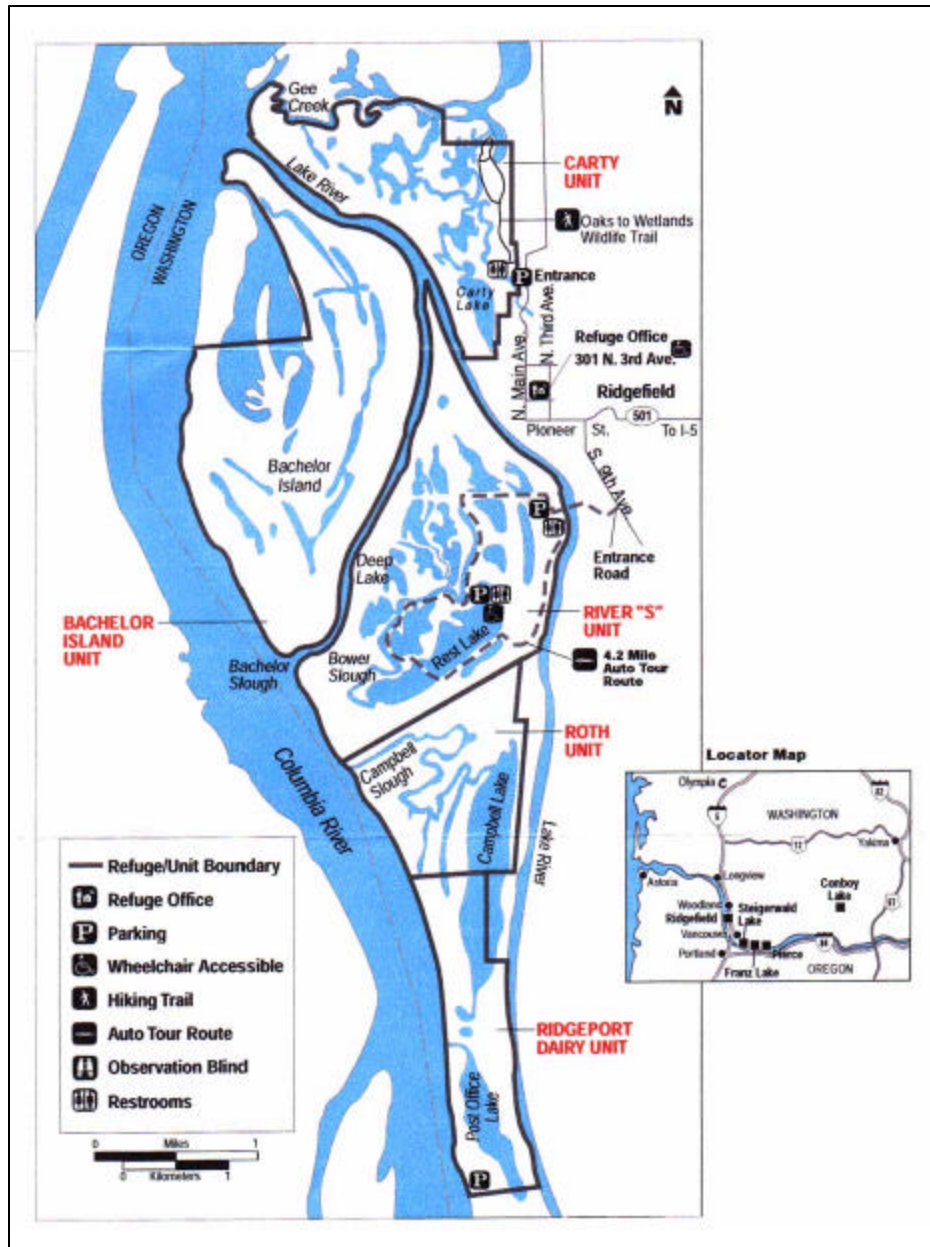 Gee
Creek
N
CARTY
UNIT
Lake River
OREGON
WASHINGTON
Oaks to Wetlands
Wildlife Trail
P Entrance
Carty
Lake
N. Main Ave.
N. Third Ave.
Refuge Office
301 N. 3rd Ave.
Ridgefield
501
Pioneer St. To I-5
S. 9th Ave.
Bachelor
Island
P
Entrance
Road
Deep
Lake
P
BACHELOR
ISLAND
UNIT
RIVER "S"
UNIT
Rest Lake
Bower
Slough
4.2 Mile
Auto Tour
Route
Bachelor
Slough
ROTH
UNIT
Columbia River
Campbell
Slough
Campbell Lake
Lake River
Locator Map
Olympia
WASHINGTON
Yakima
Astoria
Longview
Conboy
Lake
Woodland
Steigerwald
Lake
Ridgefield
Vancouver
Portland
Pierce
Franz Lake
OREGON
Refuge/Unit Boundary
Refuge Office
P Parking
Wheelchair Accessible
Hiking Trail
Auto Tour Route
Observation Blind
Restrooms
RIDGEPORT
DAIRY UNIT
Post Office
Lake
P
0 Miles 1
0 Kilometers 1